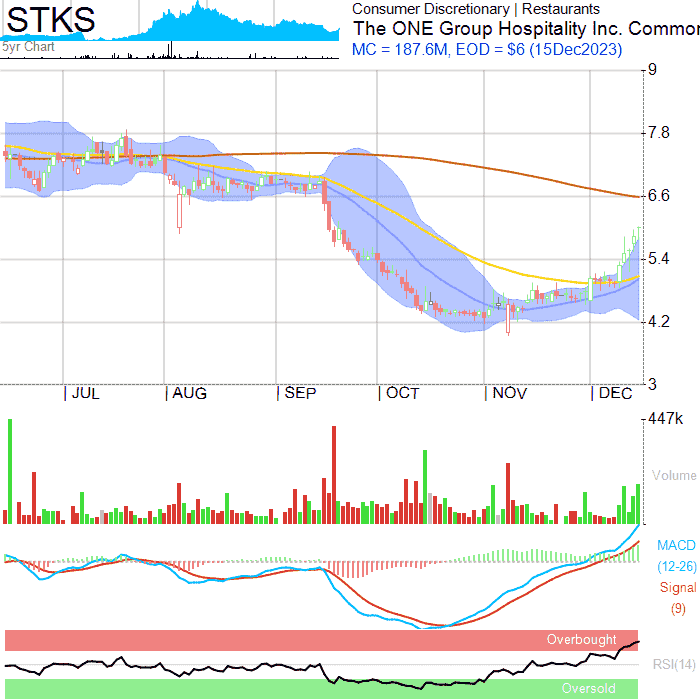 STKS
5yr Chart
Consumer Discretionary | Restaurants
The ONE Group Hospitality Inc. Common
MC = 187.6M, EOD = $6 (15Dec2023)
9
7.8
6.6
5.4
4.2
3
JUL AUG SEP OCT NOV DEC
447k
Volume
MACD
(12-26)
Signal
(9)
Overbought
RSI(14)
Oversold